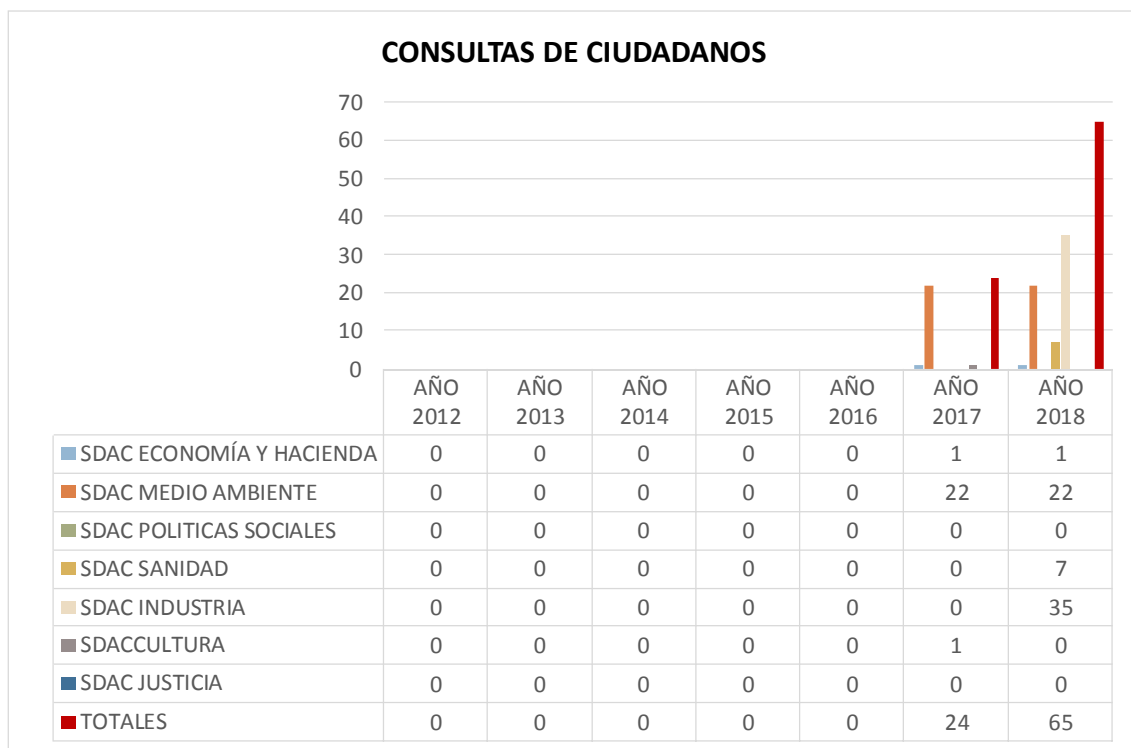 CONSULTAS DE CIUDADANOS
70
60
50
40
30
20
10
0
AÑO 2012 AÑO 2013 AÑO 2014 AÑO 2015 AÑO 2016 AÑO 2017 AÑO 2018
SDAC ECONOMÍA Y HACIENDA 0 0 0 0 0 1 1
SDAC MEDIO AMBIENTE 0 0 0 0 0 22 22
SDAC POLITICAS SOCIALES 0 0 0 0 0 0 0
SDAC SANIDAD 0 0 0 0 0 0 7
SDAC INDUSTRIA 0 0 0 0 0 0 35
SDACCULTURA 0 0 0 0 0 1 0
SDAC JUSTICIA 0 0 0 0 0 0 0
TOTALES 0 0 0 0 0 24 65